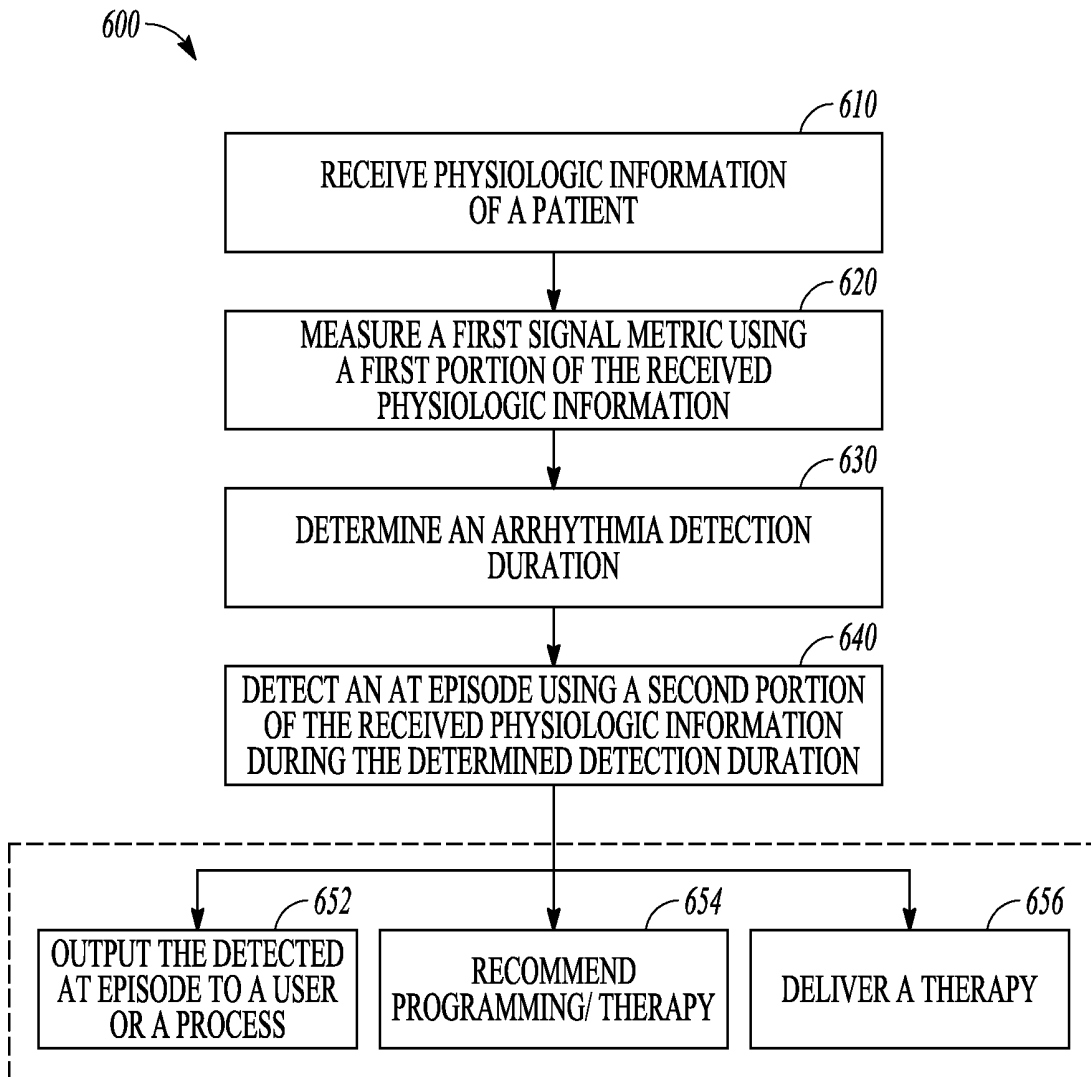 600
610
RECEIVE PHYSIOLOGIC INFORMATION
OF A PATIENT
620
MEASURE A FIRST SIGNAL METRIC USING
A FIRST PORTION OF THE RECEIVED
PHYSIOLOGIC INFORMATION
630
DETERMINE AN ARRHYTHMIA DETECTION
DURATION
640
DETECT AN AT EPISODE USING A SECOND PORTION
OF THE RECEIVED PHYSIOLOGIC INFORMATION
DURING THE DETERMINED DETECTION DURATION
652
OUTPUT THE DETECTED
AT EPISODE TO A USER
OR A PROCESS
654
RECOMMEND
PROGRAMMING/ THERAPY
656
DELIVER A THERAPY